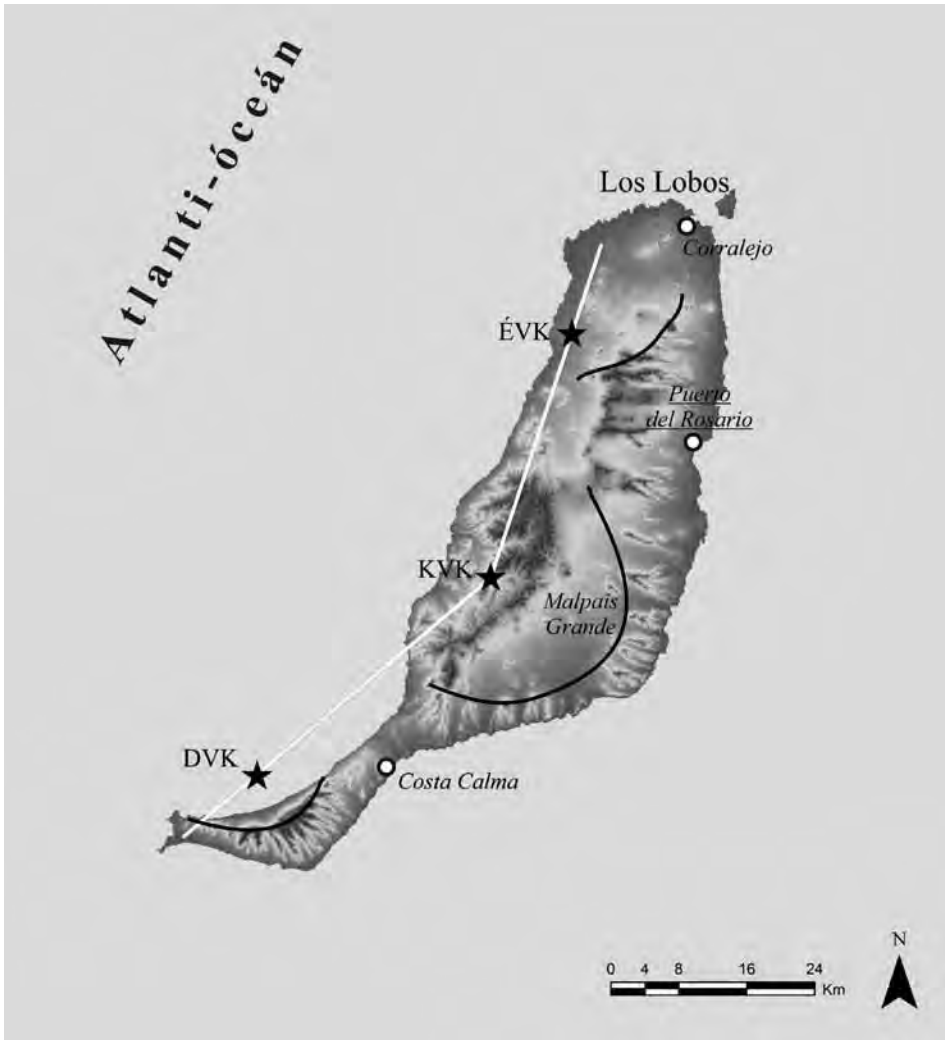 Atlanti-óceán
Los Lobos
Corralejo
ÉVK
Puerto
del Rosario
KVK
Malpais
Grande
DVK
Costa Calma
N
0 4 8 16 24
Km